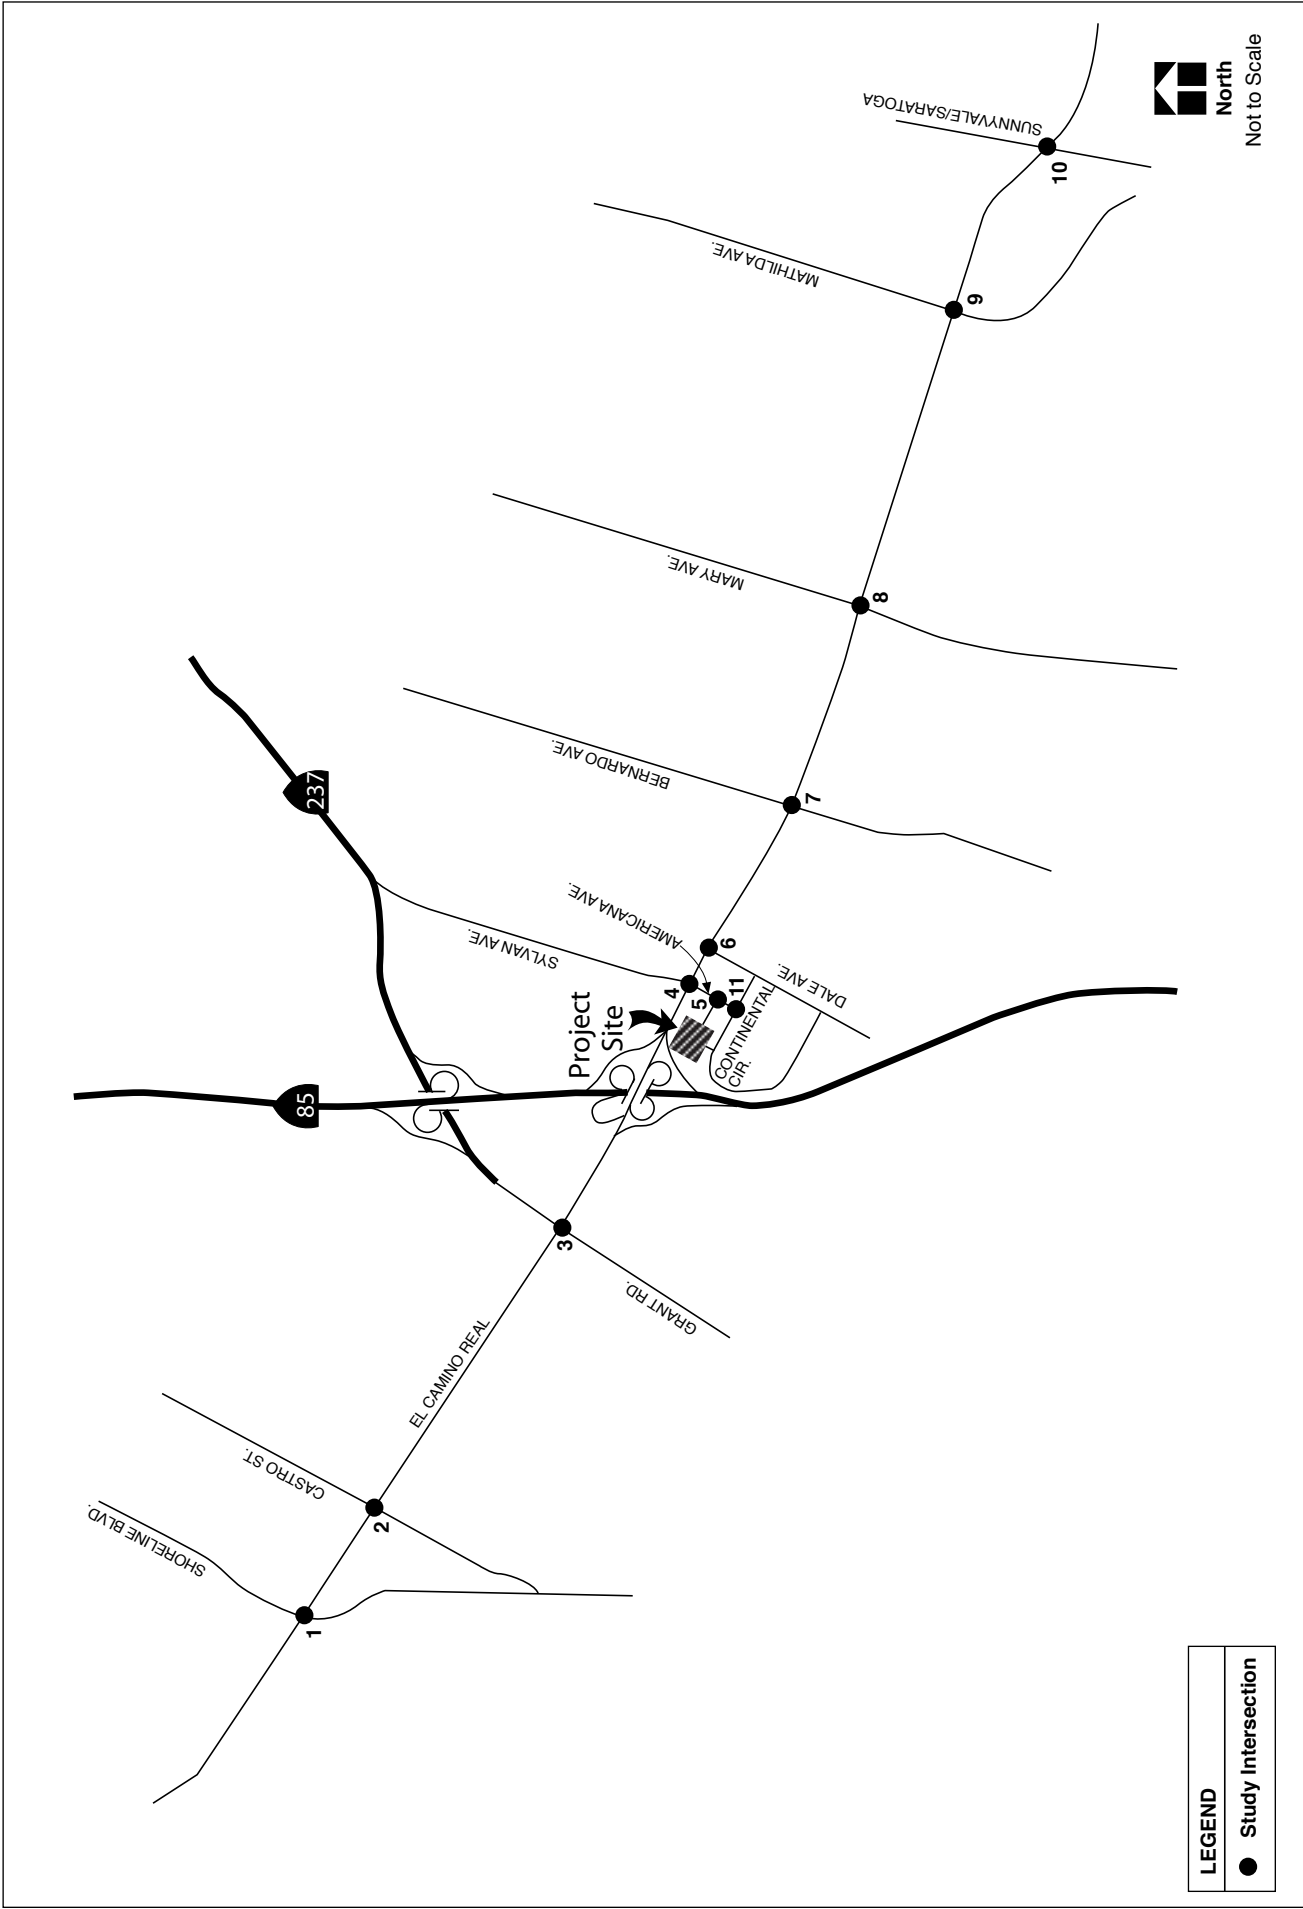 SHORELINE BLVD.
CASTRO ST.
1
2
EL CAMINO REAL
GRANT RD.
3
85
237
Project
Site
SYLVAN AVE.
AMERICANA AVE.
4
5
11
6
CONTINENTAL
CIR.
DALE AVE.
BERNARDO AVE.
7
MARY AVE.
8
MATHILDA AVE.
9
SUNNYVALE/SARATOGA
10
North
Not to Scale
LEGEND
Study Intersection